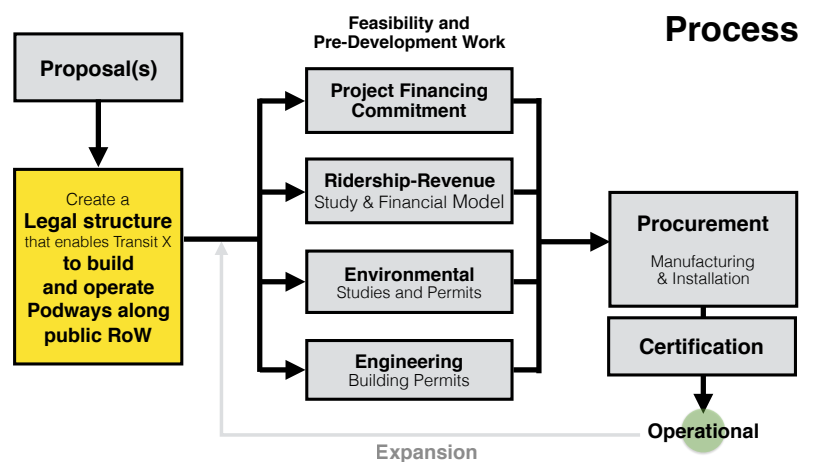 Process
Feasibility and
Pre-Development Work
Proposal(s)
Create a
Legal structure
that enables Transit X
to build
and operate
Podways along
public RoW
Project Financing
Commitment
Ridership-Revenue
Study & Financial Model
Environmental
Studies and Permits
Engineering
Building Permits
Procurement
Manufacturing
& Installation
Certification
Operational
Expansion